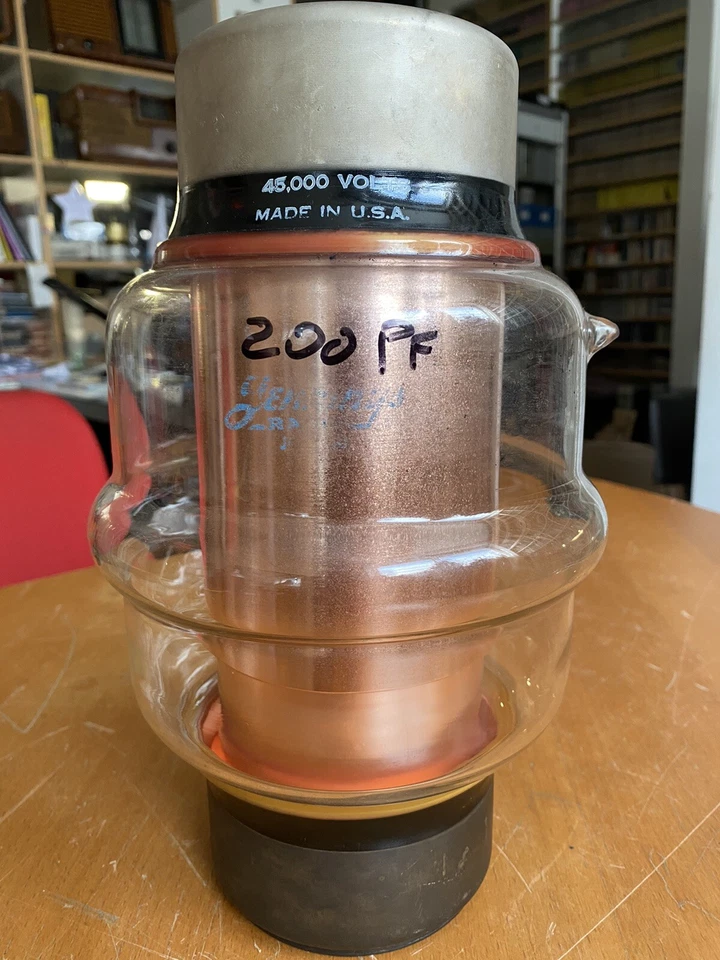 45,000 VOLTS
MADE IN U.S.A.
200 PF